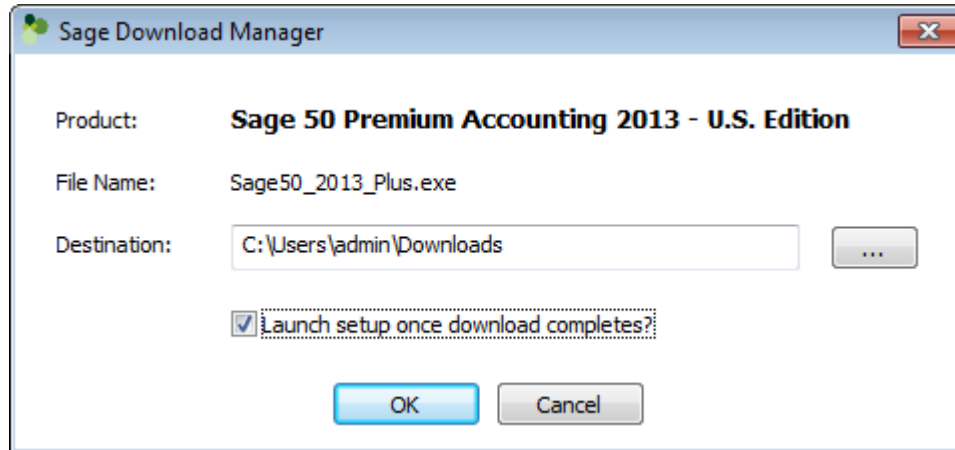 Sage Download Manager
Product: Sage 50 Premium Accounting 2013 - U.S. Edition
File Name: Sage50_2013_Plus.exe
Destination: C:\Users\admin\Downloads ...
Launch setup once download completes?
OK Cancel